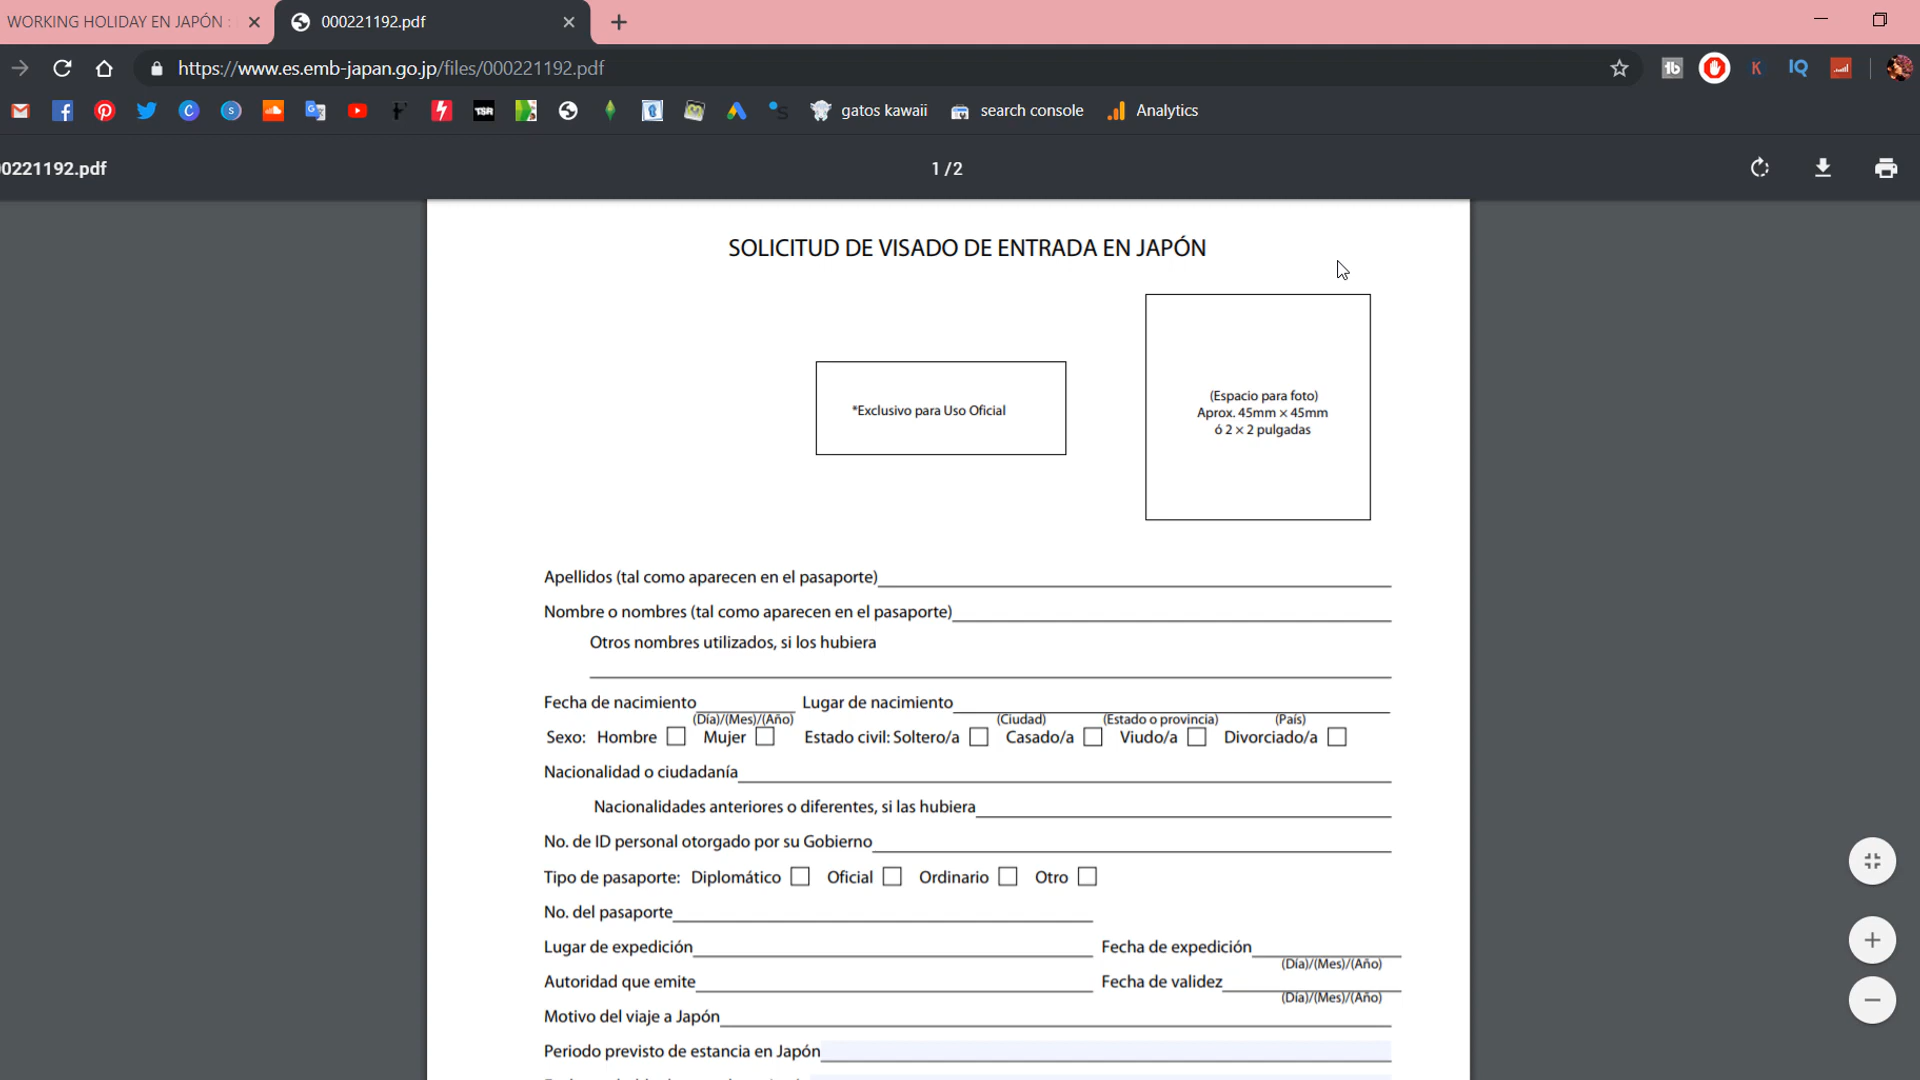 WORKING HOLIDAY EN JAPÓN :
000221192.pdf
https://www.es.emb-japan.go.jp/files/000221192.pdf
gatos kawaii
search console
Analytics
00221192.pdf
1 / 2
SOLICITUD DE VISADO DE ENTRADA EN JAPÓN
*Exclusivo para Uso Oficial
(Espacio para foto)
Aprox. 45mm × 45mm
ó 2 × 2 pulgadas
Apellidos (tal como aparecen en el pasaporte)
Nombre o nombres (tal como aparecen en el pasaporte)
Otros nombres utilizados, si los hubiera
Fecha de nacimiento Lugar de nacimiento
(Día)/(Mes)/(Año) (Ciudad) (Estado o provincia) (País)
Sexo: Hombre Mujer Estado civil: Soltero/a Casado/a Viudo/a Divorciado/a
Nacionalidad o ciudadanía
Nacionalidades anteriores o diferentes, si las hubiera
No. de ID personal otorgado por su Gobierno
Tipo de pasaporte: Diplomático Oficial Ordinario Otro
No. del pasaporte
Lugar de expedición Fecha de expedición
(Día)/(Mes)/(Año)
Autoridad que emite Fecha de validez
(Día)/(Mes)/(Año)
Motivo del viaje a Japón
Periodo previsto de estancia en Japón